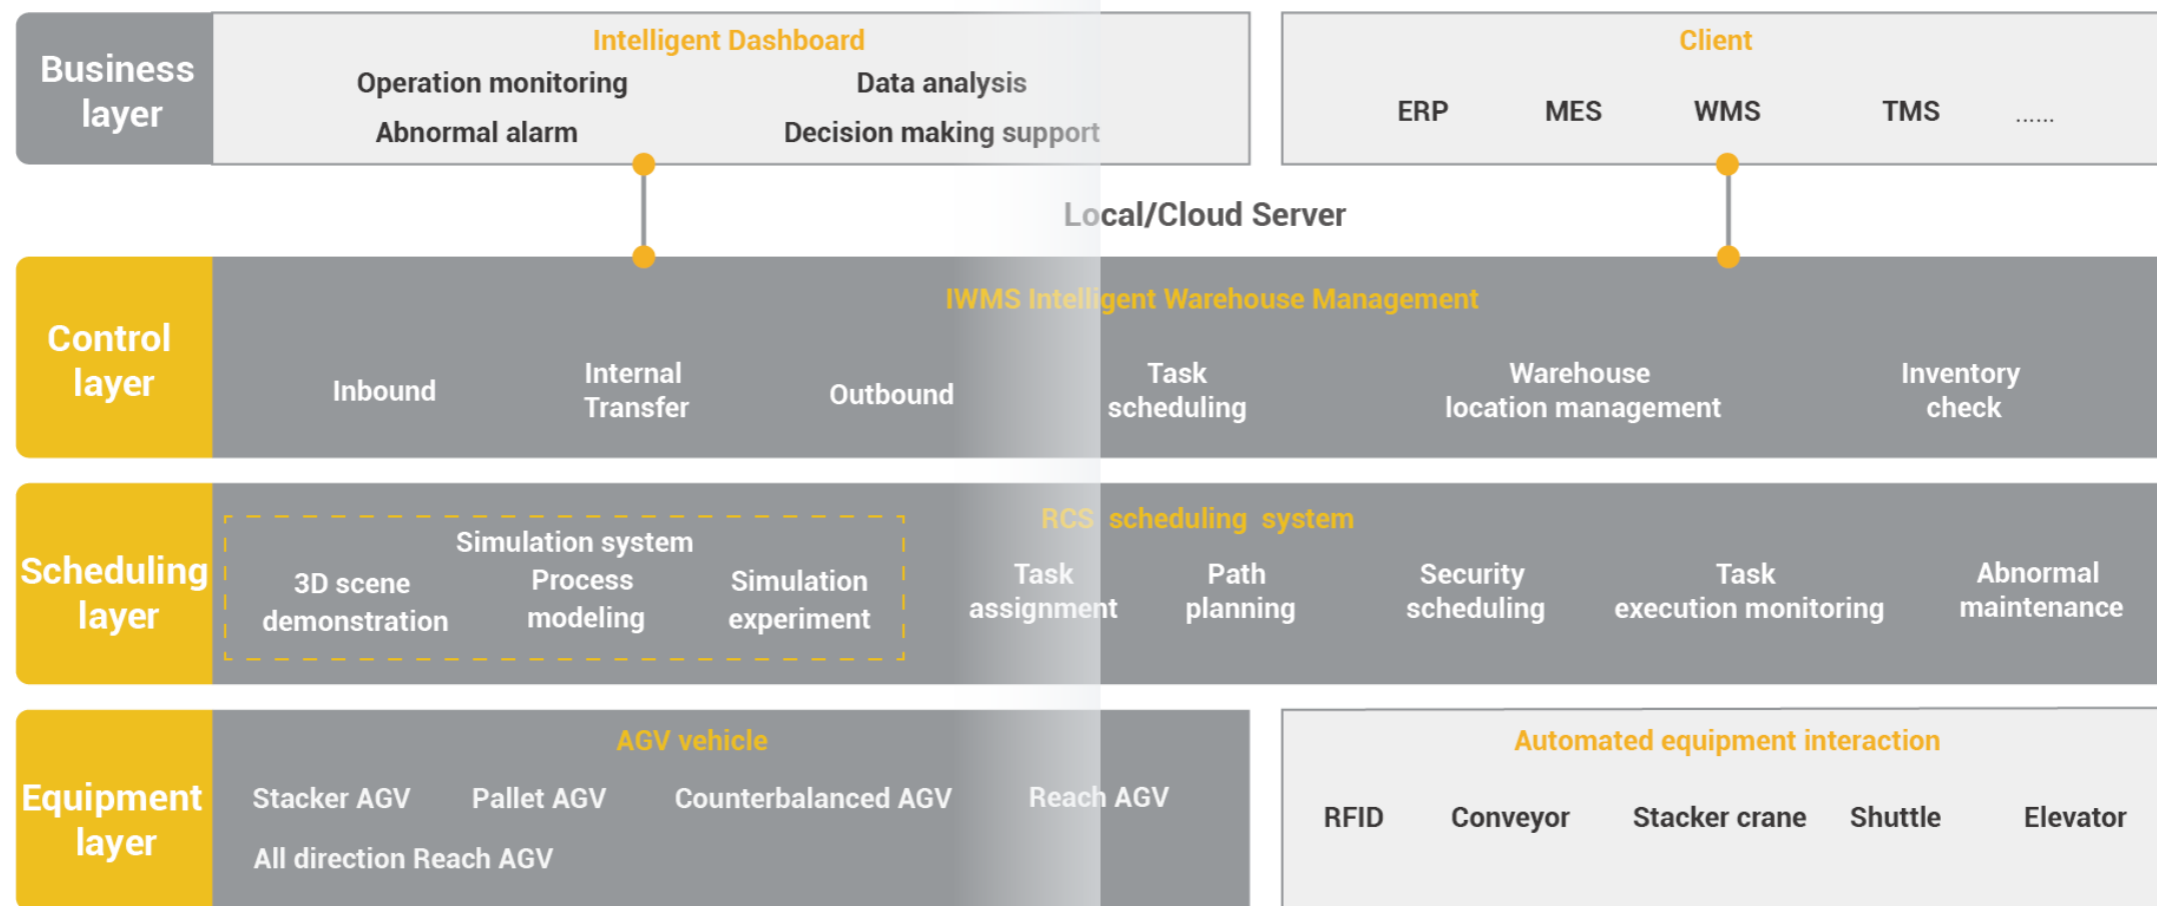 Business
layer
Intelligent Dashboard
Operation monitoring
Data analysis
Abnormal alarm
Decision making support
Client
ERP
MES
WMS
TMS
......
Local/Cloud Server
Control
layer
IWMS Intelligent Warehouse Management
Inbound
Internal
Transfer
Outbound
Task
scheduling
Warehouse
location management
Inventory
check
Scheduling
layer
Simulation system
3D scene
demonstration
Process
modeling
Simulation
experiment
RCS scheduling system
Task
assignment
Path
planning
Security
scheduling
Task
execution monitoring
Abnormal
maintenance
Equipment
layer
AGV vehicle
Stacker AGV
Pallet AGV
Counterbalanced AGV
Reach AGV
All direction Reach AGV
Automated equipment interaction
RFID
Conveyor
Stacker crane
Shuttle
Elevator